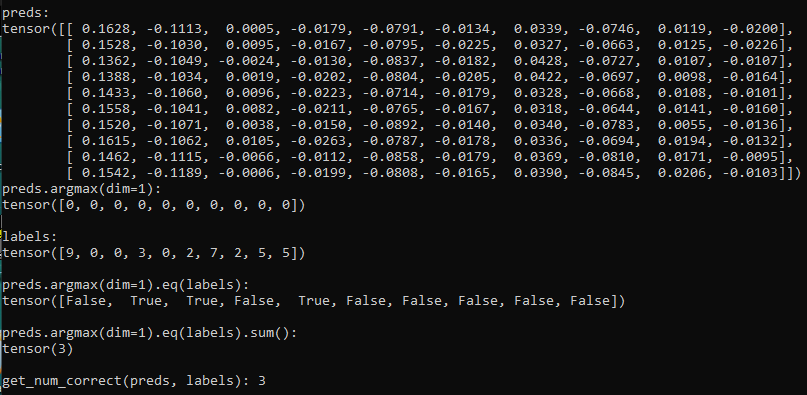 preds:
tensor([[ 0.1628, -0.1113,  0.0005, -0.0179, -0.0791, -0.0134,  0.0339, -0.0746,  0.0119, -0.0200],
        [ 0.1528, -0.1030,  0.0095, -0.0167, -0.0795, -0.0225,  0.0327, -0.0663,  0.0125, -0.0226],
        [ 0.1362, -0.1049, -0.0024, -0.0130, -0.0837, -0.0182,  0.0428, -0.0727,  0.0107, -0.0107],
        [ 0.1388, -0.1034,  0.0019, -0.0202, -0.0804, -0.0205,  0.0422, -0.0697,  0.0098, -0.0164],
        [ 0.1433, -0.1060,  0.0096, -0.0223, -0.0714, -0.0179,  0.0328, -0.0668,  0.0108, -0.0101],
        [ 0.1558, -0.1041,  0.0082, -0.0211, -0.0765, -0.0167,  0.0318, -0.0644,  0.0141, -0.0160],
        [ 0.1520, -0.1071,  0.0038, -0.0150, -0.0892, -0.0140,  0.0340, -0.0783,  0.0055, -0.0136],
        [ 0.1615, -0.1062,  0.0105, -0.0263, -0.0787, -0.0178,  0.0336, -0.0694,  0.0194, -0.0132],
        [ 0.1462, -0.1115, -0.0066, -0.0112, -0.0858, -0.0179,  0.0369, -0.0810,  0.0171, -0.0095],
        [ 0.1542, -0.1189, -0.0006, -0.0199, -0.0808, -0.0165,  0.0390, -0.0845,  0.0206, -0.0103]])
preds.argmax(dim=1):
tensor([0, 0, 0, 0, 0, 0, 0, 0, 0, 0])
labels:
tensor([9, 0, 0, 3, 0, 2, 7, 2, 5, 5])
preds.argmax(dim=1).eq(labels):
tensor([False,  True,  True, False,  True, False, False, False, False, False])
preds.argmax(dim=1).eq(labels).sum():
tensor(3)
get_num_correct(preds, labels): 3